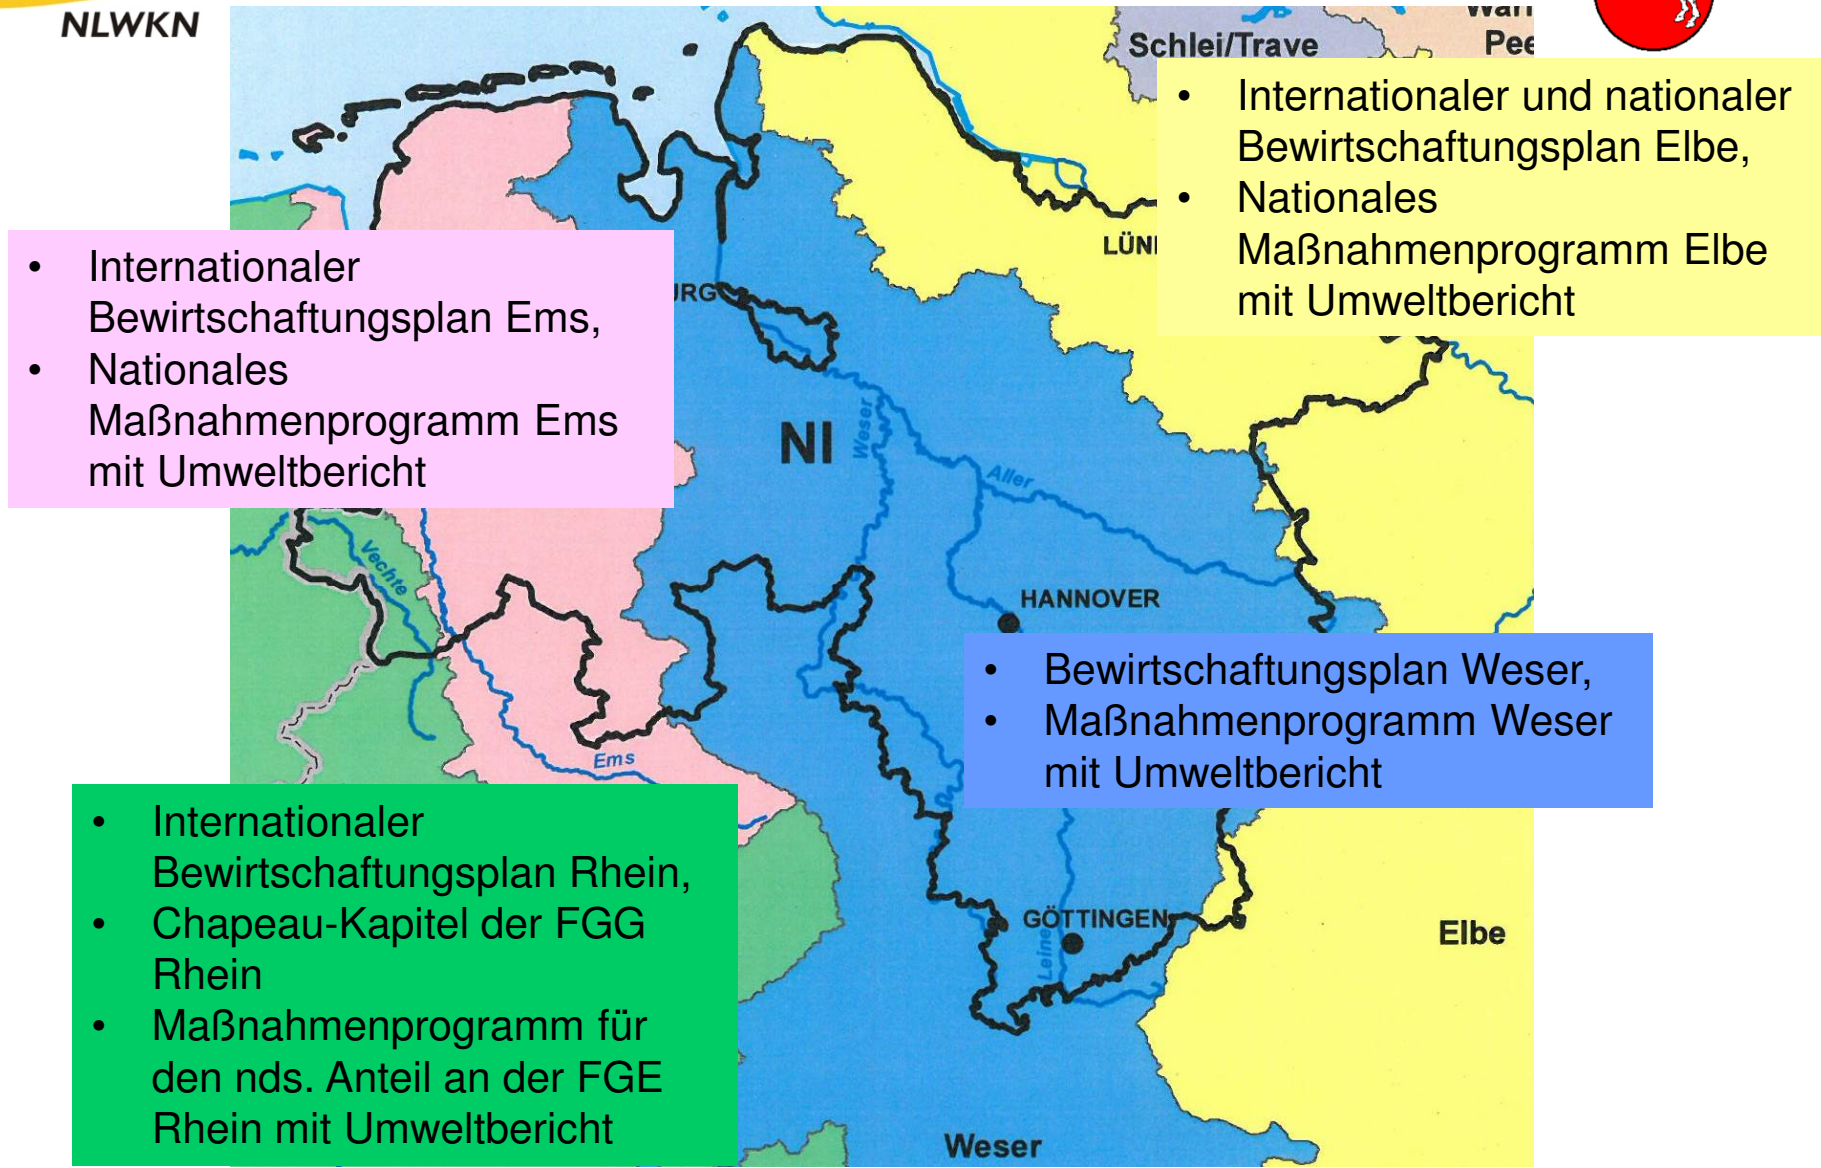 NLWKN
Schlei/Trave
• Internationaler und nationaler
Bewirtschaftungsplan Elbe,
• Nationales
Maßnahmenprogramm Elbe
mit Umweltbericht
• Internationaler
Bewirtschaftungsplan Ems,
• Nationales
Maßnahmenprogramm Ems
mit Umweltbericht
NI
Weser
Aller
Vechte
HANNOVER
• Bewirtschaftungsplan Weser,
• Maßnahmenprogramm Weser
mit Umweltbericht
Ems
• Internationaler
Bewirtschaftungsplan Rhein,
• Chapeau-Kapitel der FGG
Rhein
• Maßnahmenprogramm für
den nds. Anteil an der FGE
Rhein mit Umweltbericht
GÖTTINGEN
Leine
Elbe
Weser